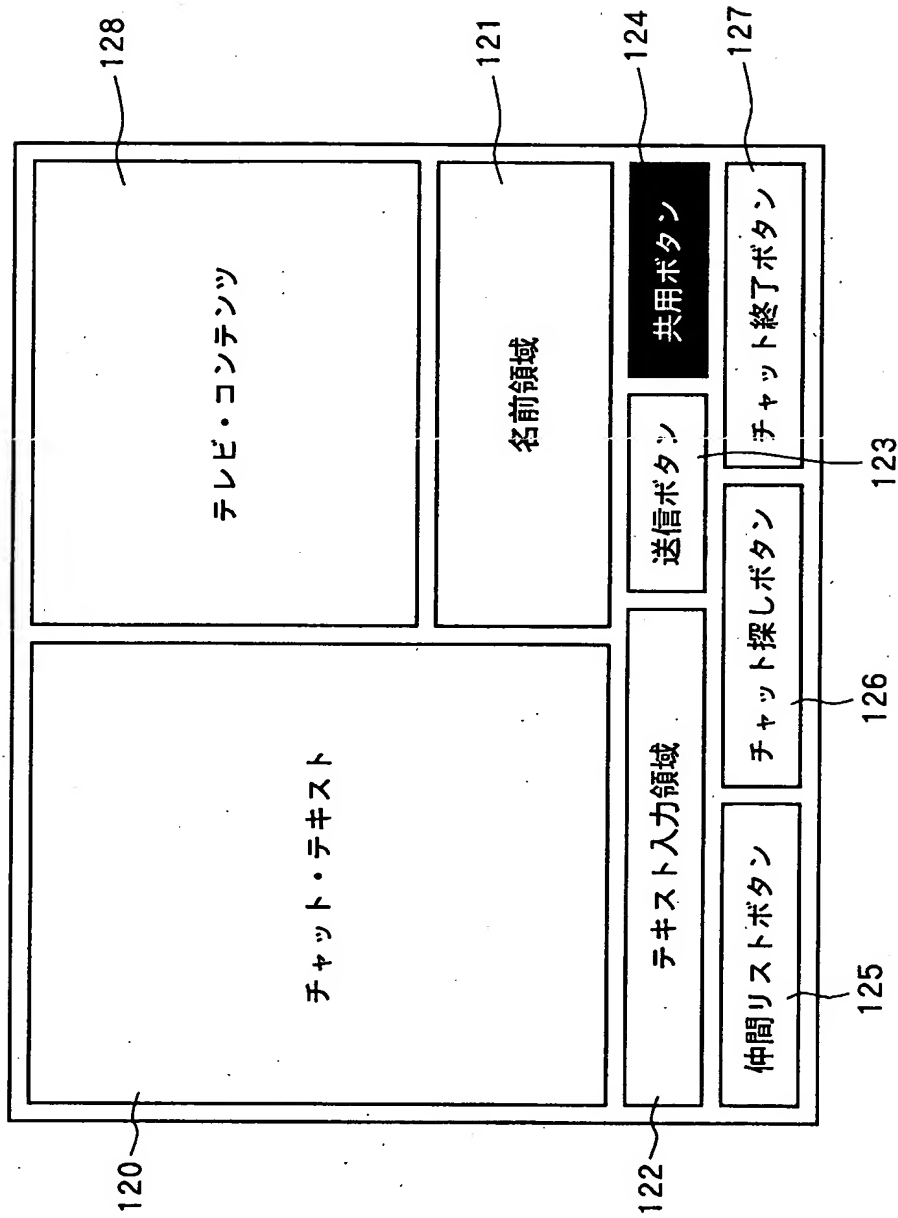 128
121
124
127
テレビ・コンテンツ
名前領域
共用ボタン
チャット終了ボタン
送信ボタン
123
チャット・テキスト
テキスト入力領域
チャット探しボタン
126
仲間リストボタン
125
120
122